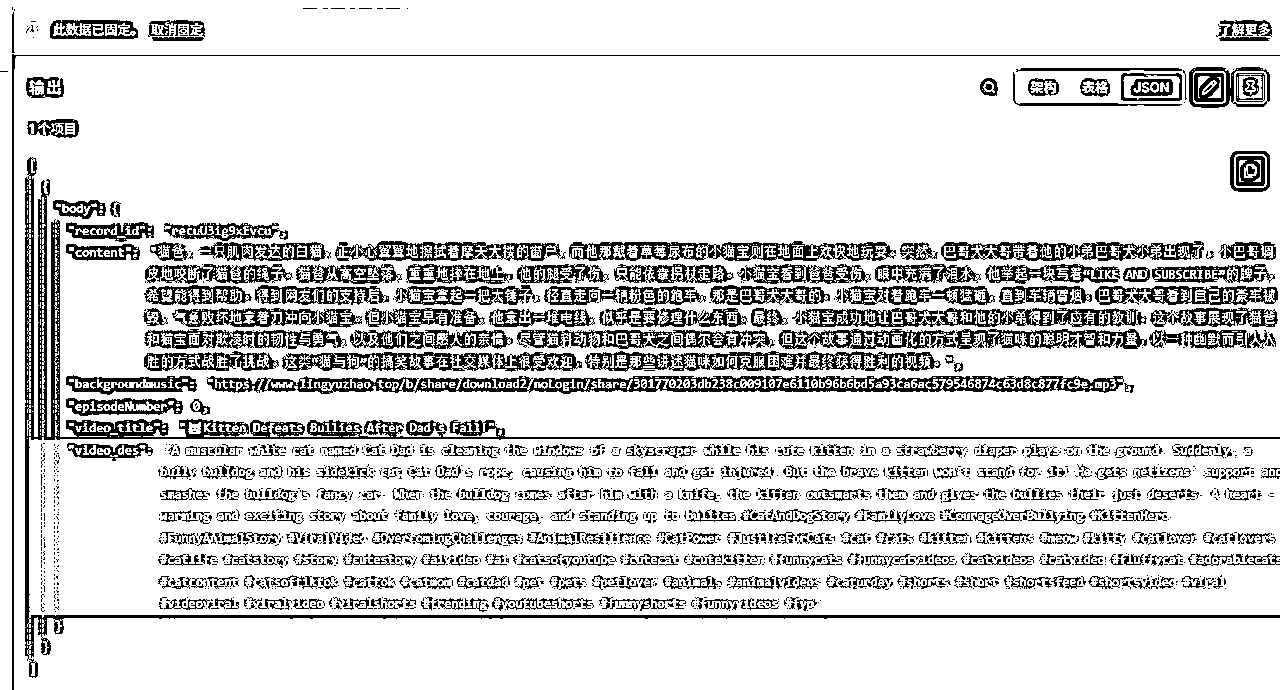 此数据已固定。 取消固定 了解更多
输出 架构 表格 JSON
1个项目
[
{
"body": {
"record_id":
"content": "猫爸，一只肌肉发达的白猫，正小心翼翼地擦拭着摩天大楼的窗户，而他那戴着草莓尿布的小猫宝则在地面上欢快地玩耍。突然，巴哥犬大哥带着他的小弟巴哥犬小弟出现了，小巴哥
皮地咬断了猫爸的绳子。猫爸从高空坠落，重重地摔在地上，他的腿受了伤，只能依靠拐杖走路。小猫宝看到爸爸受伤，眼中充满了泪水，他举起一块写着"LIKE AND SUBSCRIBE"的牌子，
希望能得到帮助。得到网友们的支持后，小猫宝拿起一把大锤子，径直走向一辆粉色的跑车，那是巴哥犬大哥的。小猫宝对着跑车一顿猛砸，直到车辆冒烟。巴哥犬大哥看到自己的豪车被
毁，气急败坏地拿着刀冲向小猫宝。但小猫宝早有准备，他拿出一堆电线，似乎是要修理什么东西。最终，小猫宝成功地让巴哥犬大哥和他的小弟得到了应有的教训。这个故事展现了猫爸
和猫宝面对欺凌时的韧性与勇气，以及他们之间感人的亲情。尽管猫科动物和巴哥犬之间偶尔会有冲突，但这个故事通过动画化的方式呈现了猫咪的聪明才智和力量，以一种幽默而引人入
胜的方式战胜了挑战。这类"猫与狗"的搞笑故事在社交媒体上很受欢迎，特别是那些讲述猫咪如何克服困难并最终获得胜利的视频。",
"backgroundmusic":
"episodeNumber": 0,
"video_title": "Kitten Defeats Bullies After Dad's Fall!",
"video_des": "A muscular white cat named Cat Dad is cleaning the windows of a skyscraper while his cute kitten in a strawberry diaper plays on the ground. Suddenly, a
bully bulldog and his sidekick cut Cat Dad's rope, causing him to fall and get injured. But the brave kitten won't stand for it! He gets netizens' support and
smashes the bulldog's fancy car. When the bulldog comes after him with a knife, the kitten outsmarts them and gives the bullies their just deserts. A heart -
warming and exciting story about family love, courage, and standing up to bullies.#CatAndDogStory #FamilyLove #CourageOverBullying #KittenHero
#FunnyAnimalStory #ViralVideo #OvercomingChallenges #AnimalResilience #CatPower #JusticeForCats #Cat #cats #kitten #kittens #meow #kitty #catlover #catlovers
#catlife #catstory #story #cutestory #aivideo #ai #catsofyoutube #cutecat #cutekitten #funnycats #funnycatvideos #catvideos #catvideo #fluffycat #adorablecats
#catcontent #catsoftiktok #cattok #catmom #catdad #pet #pets #petlover #animals #animalvideos #caturday #shorts #short #shortsfeed #shortsvideo #viral
#videoviral #viralvideo #viralshorts #trending #youtubeshorts #funnyshorts #funnyvideos #fyp
}
}
]